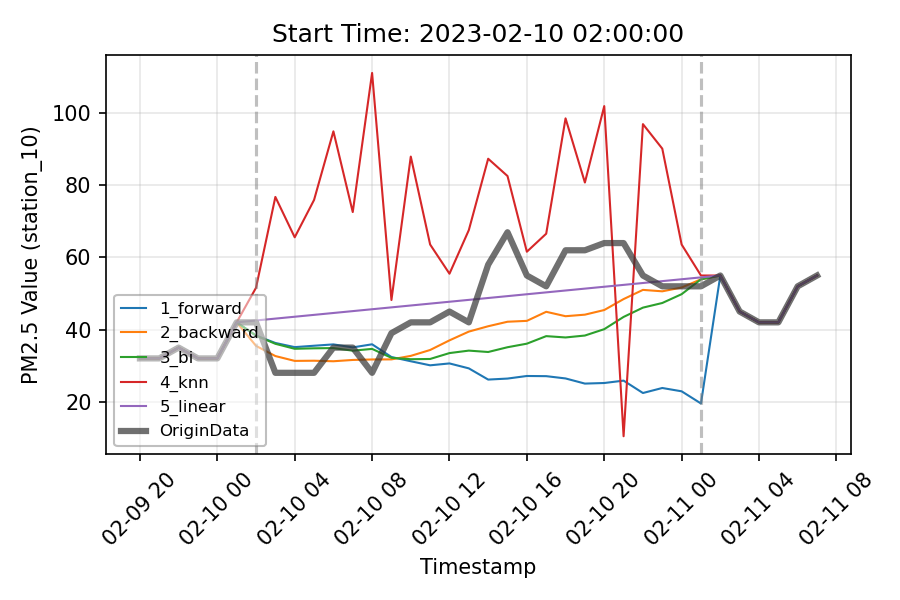 Start Time: 2023-02-10 02:00:00
PM2.5 Value (station_10)
100
80
60
40
20
1_forward
2_backward
3_bi
4_knn
5_linear
OriginData
02-09 20
02-10 00
02-10 04
02-10 08
02-10 12
02-10 16
02-10 20
02-11 00
02-11 04
02-11 08
Timestamp